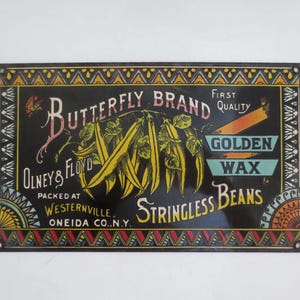 BUTTERFLY BRAND
FIRST
QUALITY
GOLDEN
WAX
OLNEY & FLOYD
PACKED AT
WESTERNVILLE.
ONEIDA CO., N.Y.
STRINGLESS BEANS